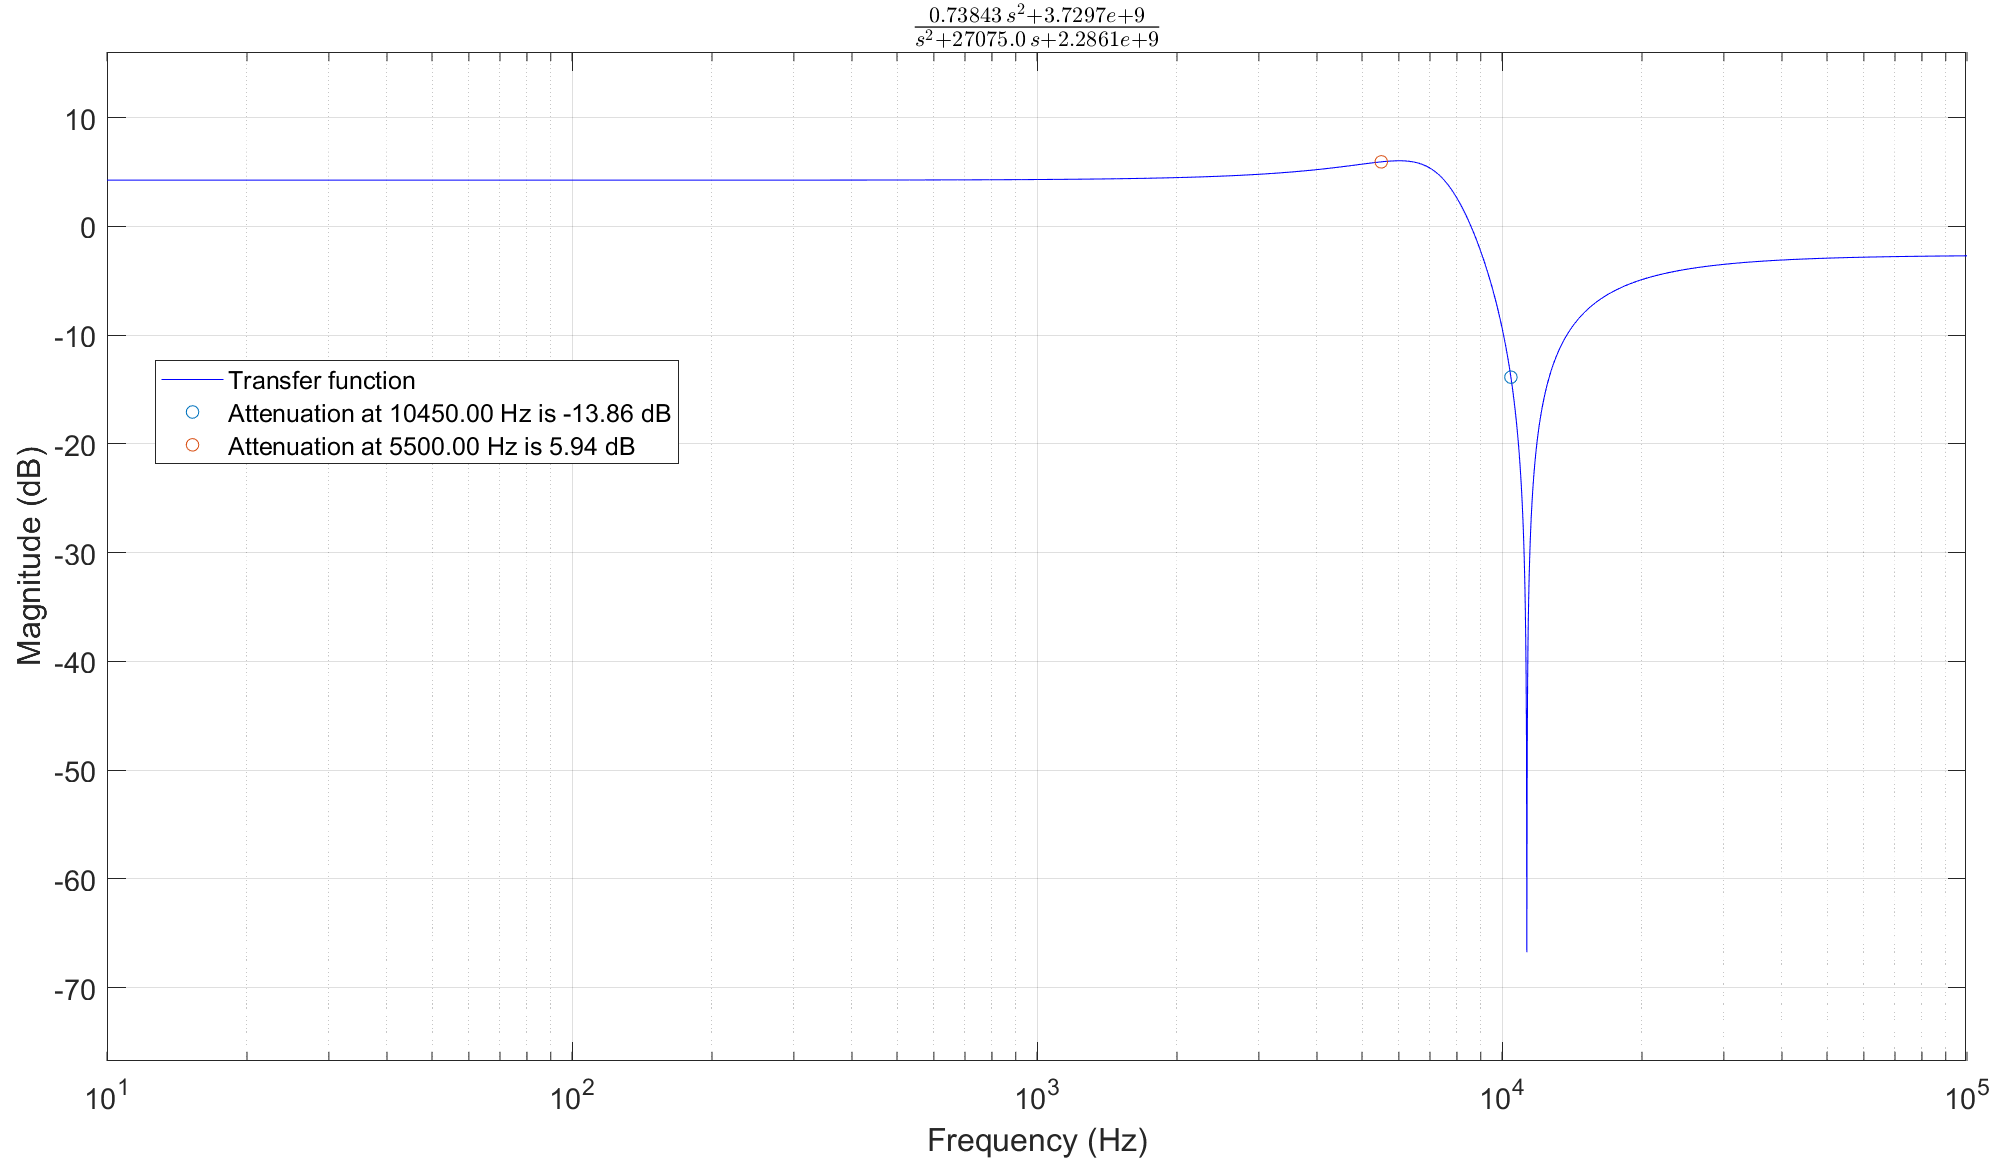 0.73843 s²+3.7297e+9
s²+27075.0 s+2.2861e+9
10
0
-10
-20
-30
-40
-50
-60
-70
Magnitude (dB)
Transfer function
Attenuation at 10450.00 Hz is -13.86 dB
Attenuation at 5500.00 Hz is 5.94 dB
10¹ 10² 10³ 10⁴ 10⁵
Frequency (Hz)